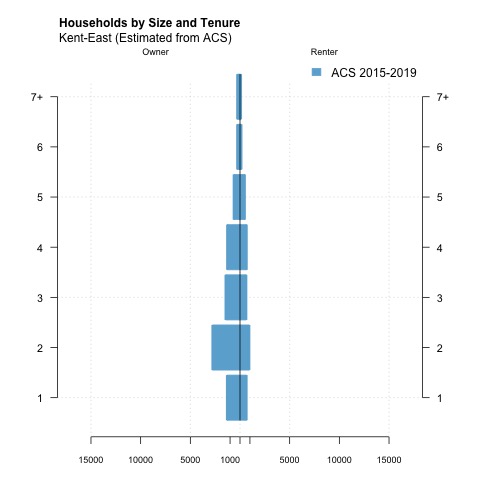 Households by Size and Tenure
Kent-East (Estimated from ACS)
Owner Renter
ACS 2015-2019
7+ 7+
6 6
5 5
4 4
3 3
2 2
1 1
15000 10000 5000 1000 5000 10000 15000